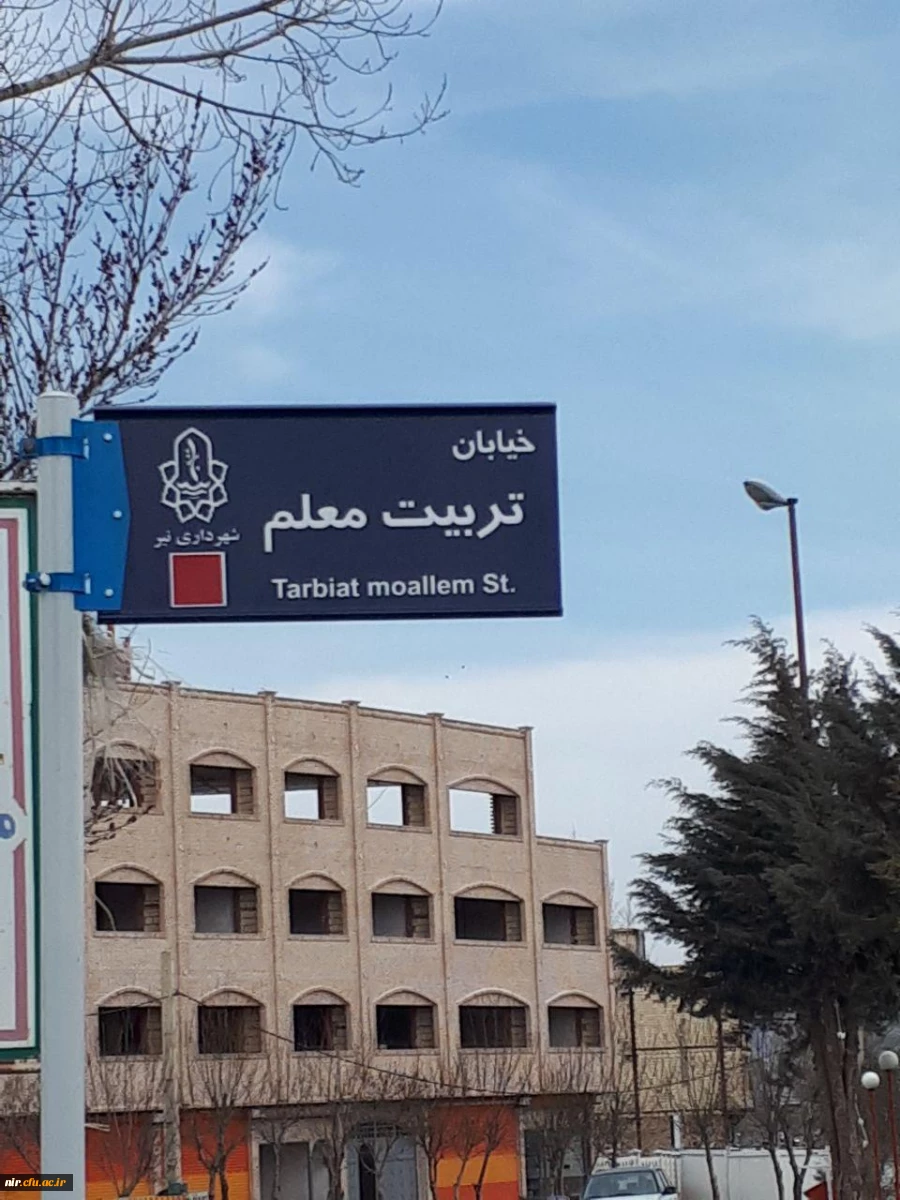 خیابان
تربیت معلم
شهرداری نیر
Tarbiat moallem St.
nir.cfu.ac.ir